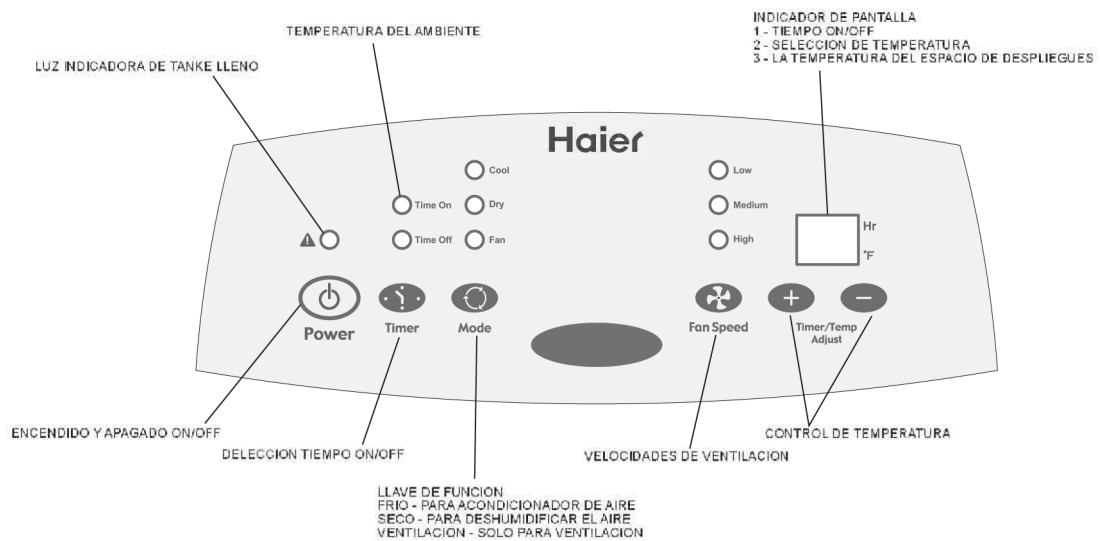 INDICADOR DE PANTALLA
1 - TIEMPO ON/OFF
2 - SELECCION DE TEMPERATURA
3 - LA TEMPERATURA DEL ESPACIO DE DESPLIEGUES
TEMPERATURA DEL AMBIENTE
LUZ INDICADORA DE TANKE LLENO
Haier
Cool
Low
Time On
Dry
Medium
Time Off
Fan
High
Hr
°F
Power
Timer
Mode
Fan Speed
Timer/Temp
Adjust
ENCENDIDO Y APAGADO ON/OFF
DELECCION TIEMPO ON/OFF
VELOCIDADES DE VENTILACION
CONTROL DE TEMPERATURA
LLAVE DE FUNCION
FRIO - PARA ACONDICIONADOR DE AIRE
SECO - PARA DESHUMIDIFICAR EL AIRE
VENTILACION - SOLO PARA VENTILACION